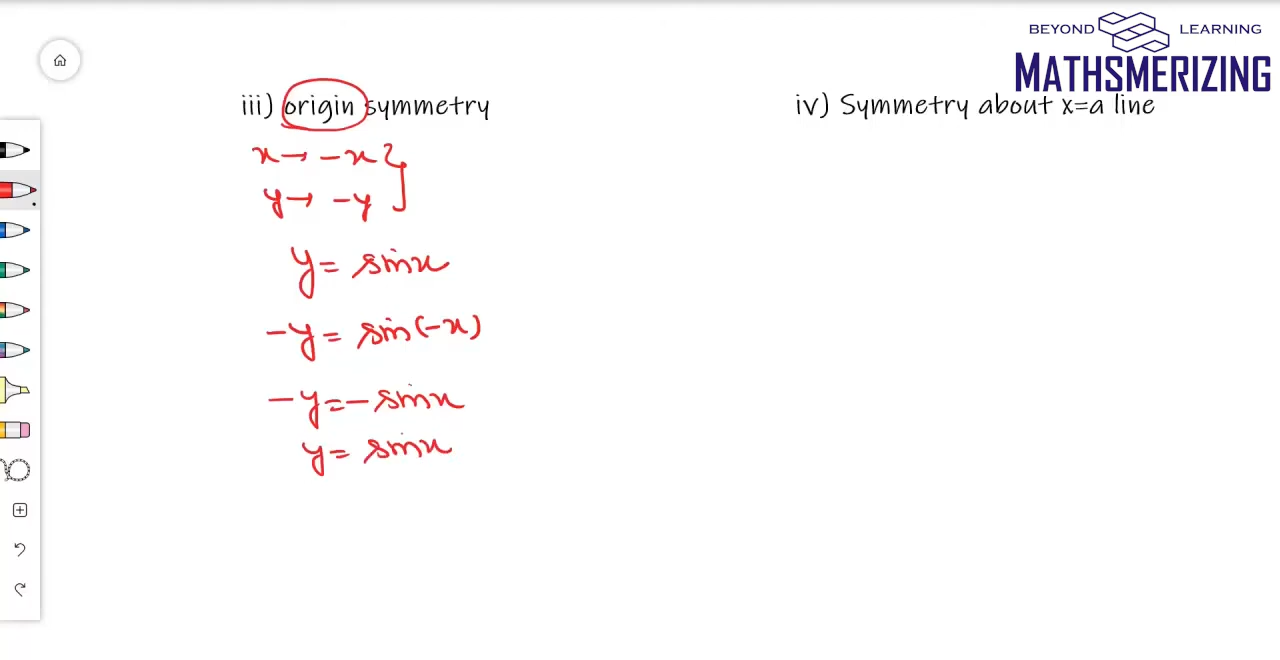 BEYOND LEARNING
MATHSMERIZING
iii) origin symmetry
x → -x
y → -y
y = sinx
-y = sin(-x)
-y = - sinx
y = sinx
iv) Symmetry about x=a line